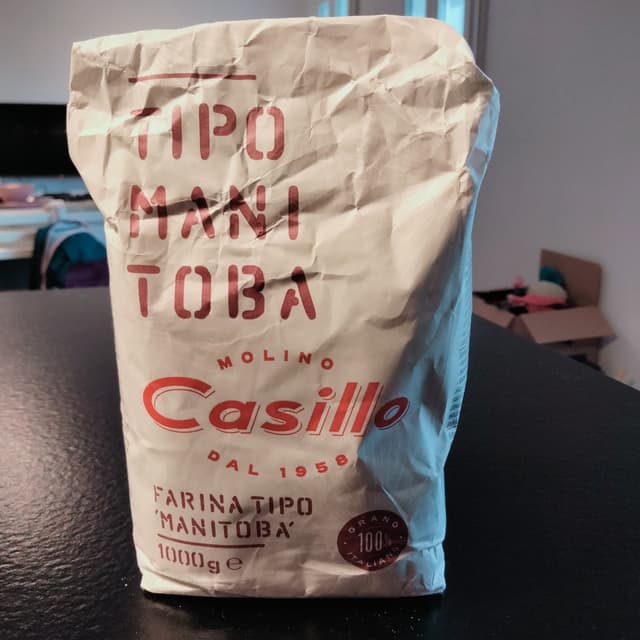 TIPO
MANI
TOBA
MOLINO
Casillo
DAL 1958
FARINA TIPO
'MANITOBA'
1000g e
GRANO
100%
ITALIANO